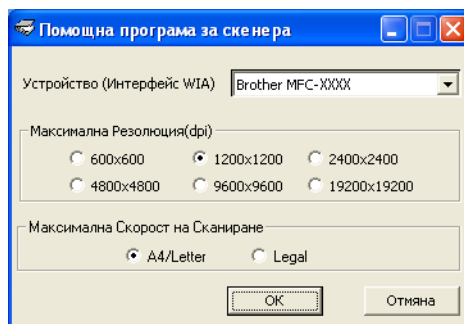 Помощна програма за скенера
Устройство (Интерфейс WIA) Brother MFC-XXXX
Максимална Резолюция(dpi)
600x600 1200x1200 2400x2400
4800x4800 9600x9600 19200x19200
Максимална Скорост на Сканиране
A4/Letter Legal
OK Отмяна